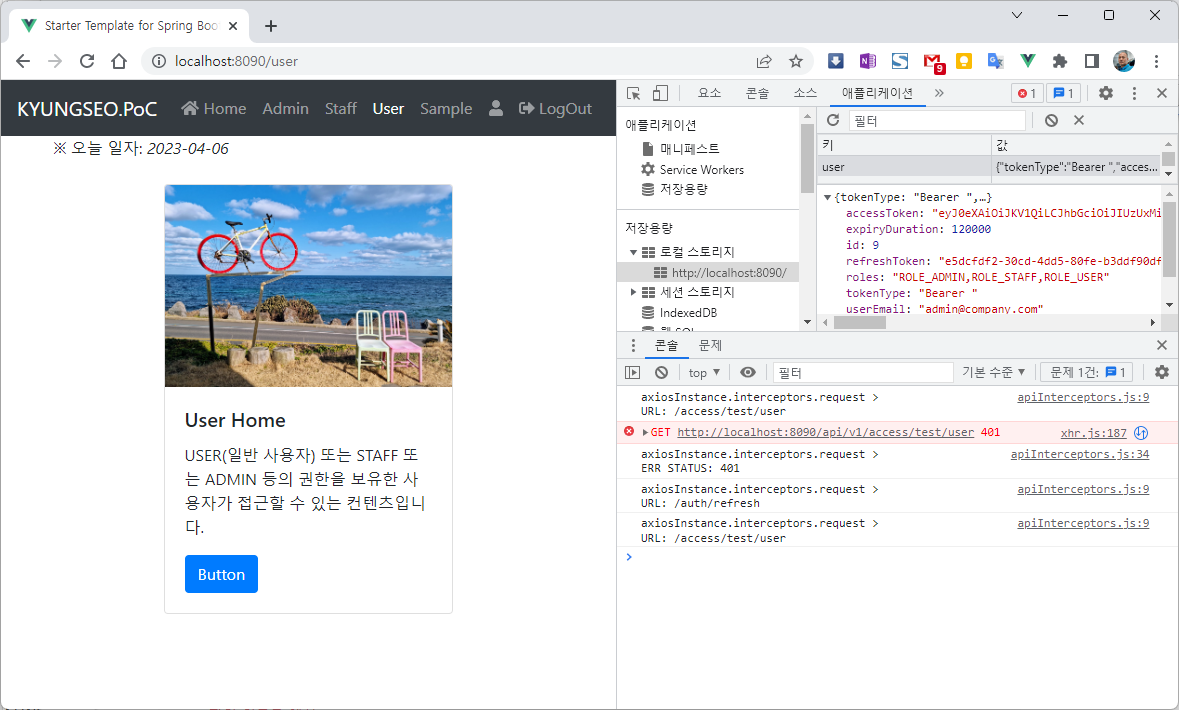 Starter Template for Spring Boo
localhost:8090/user
9
KYUNGSEO.PoC
Home
Admin
Staff
User
Sample
LogOut
※ 오늘 일자: 2023-04-06
User Home
USER(일반 사용자) 또는 STAFF 또
는 ADMIN 등의 권한을 보유한 사
용자가 접근할 수 있는 컨텐츠입니
다.
Button
요소
콘솔
소스
애플리케이션
1
1
애플리케이션
매니페스트
Service Workers
저장용량
저장용량
로컬 스토리지
http://localhost:8090/
세션 스토리지
IndexedDB
필터
키
값
user
{"tokenType":"Bearer ","acces...
{tokenType: "Bearer ",…}
accessToken: "eyJ0eXAiOiJKV1QiLCJhbGciOiJIUzUxMi
expiryDuration: 120000
id: 9
refreshToken: "e5dcfdf2-30cd-4dd5-80fe-b3ddf90df
roles: "ROLE_ADMIN,ROLE_STAFF,ROLE_USER"
tokenType: "Bearer "
userEmail: "admin@company.com"
콘솔
문제
top
필터
기본 수준
문제 1건:
1
axiosInstance.interceptors.request > apiInterceptors.js:9
URL: /access/test/user
GET http://localhost:8090/api/v1/access/test/user 401 xhr.js:187
axiosInstance.interceptors.request > apiInterceptors.js:34
ERR STATUS: 401
axiosInstance.interceptors.request > apiInterceptors.js:9
URL: /auth/refresh
axiosInstance.interceptors.request > apiInterceptors.js:9
URL: /access/test/user